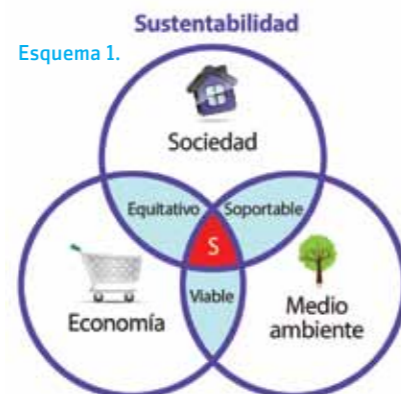 Sustentabilidad
Esquema 1.
Sociedad
Equitativo
Soportable
S
Viable
Economía
Medio
ambiente